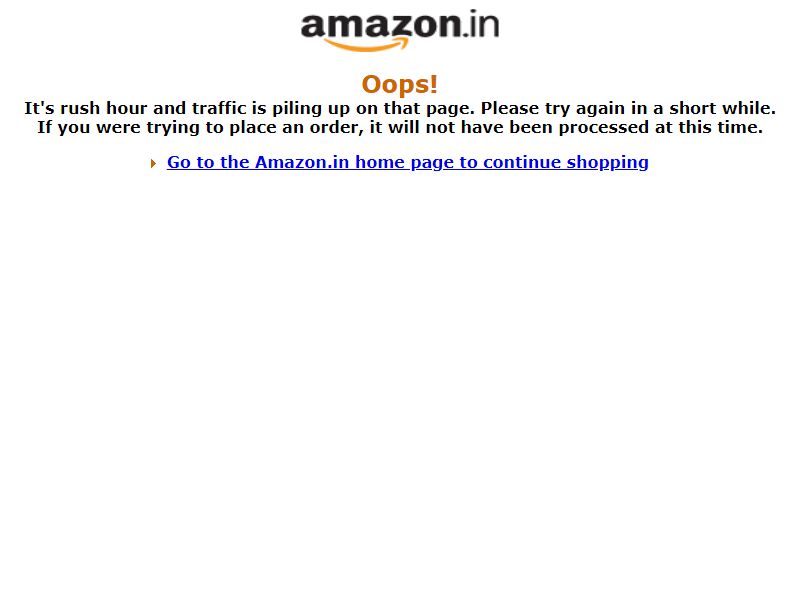 amazon.in
Oops!
It's rush hour and traffic is piling up on that page. Please try again in a short while.
If you were trying to place an order, it will not have been processed at this time.
Go to the Amazon.in home page to continue shopping